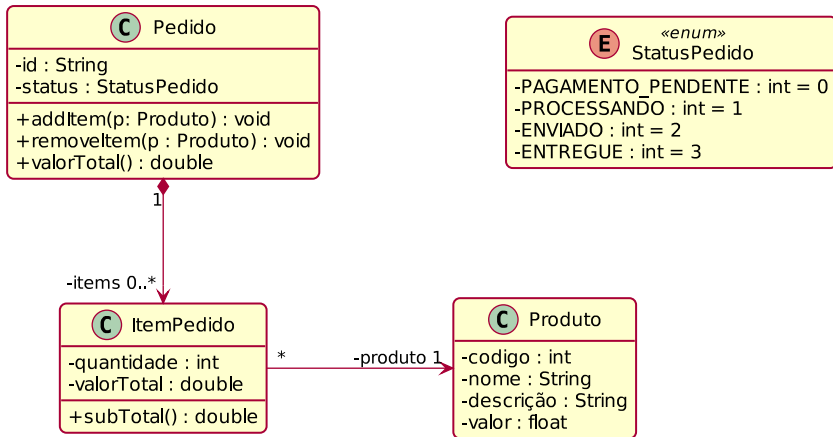 C Pedido
-id : String
-status : StatusPedido
+addItem(p: Produto) : void
+removeItem(p : Produto) : void
+valorTotal() : double
«enum»
E StatusPedido
-PAGAMENTO_PENDENTE : int = 0
-PROCESSANDO : int = 1
-ENVIADO : int = 2
-ENTREGUE : int = 3
1
-items 0..*
C ItemPedido
-quantidade : int
-valorTotal : double
+subTotal() : double
* -produto 1
C Produto
-codigo : int
-nome : String
-descrição : String
-valor : float